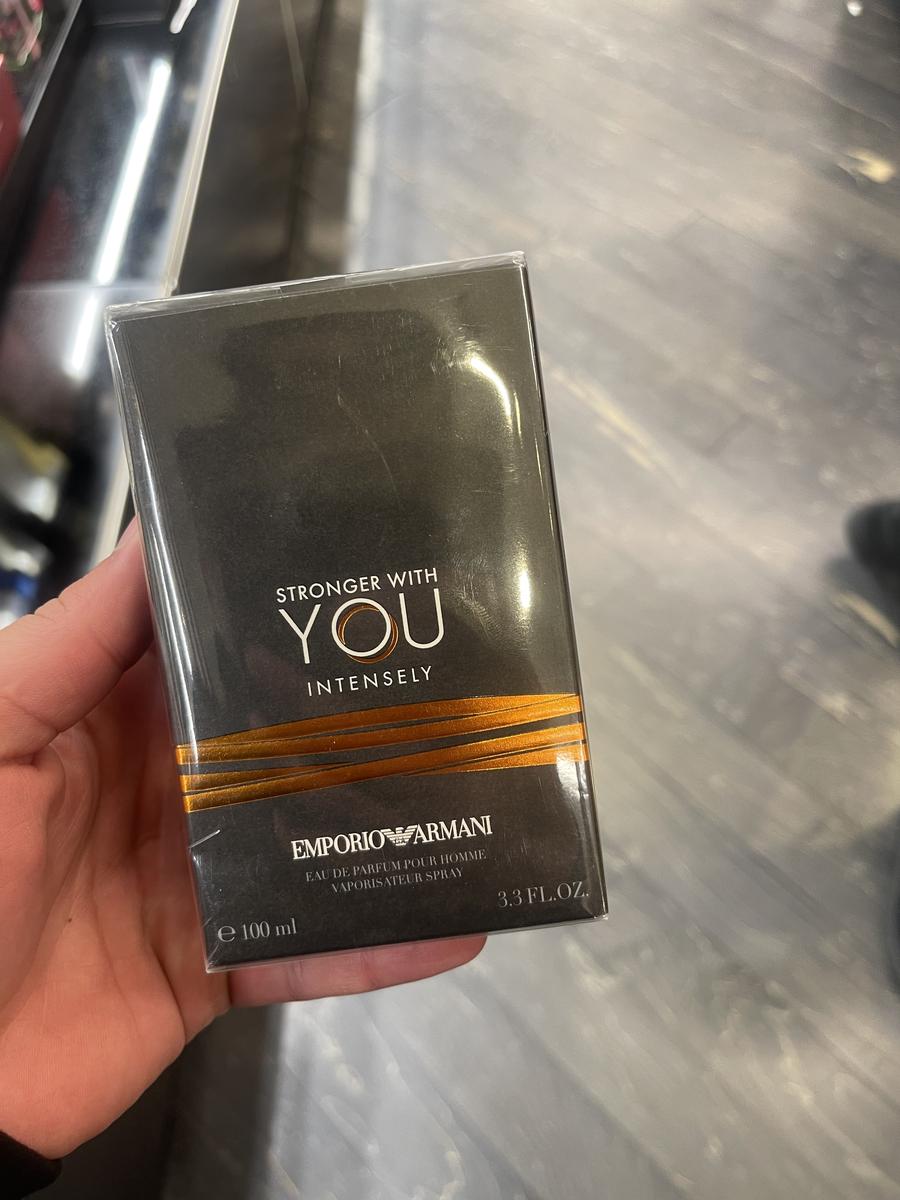 STRONGER WITH
YOU
INTENSELY
EMPORIO ARMANI
EAU DE PARFUM POUR HOMME
VAPORISATEUR SPRAY
3.3 FL.OZ.
℮ 100 ml